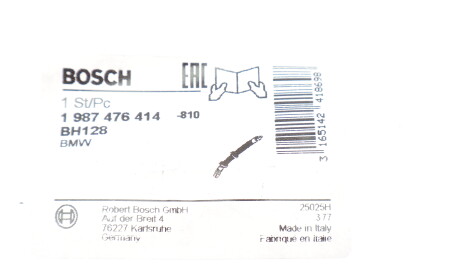 BOSCH
EAC
1 St/Pc
1 987 476 414 -810
BH128
BMW
3 165142 418698
Robert Bosch GmbH
Auf der Breit 4
76227 Karlsruhe
Germany
25025H
377
Made in Italy
Fabriqué en Italie